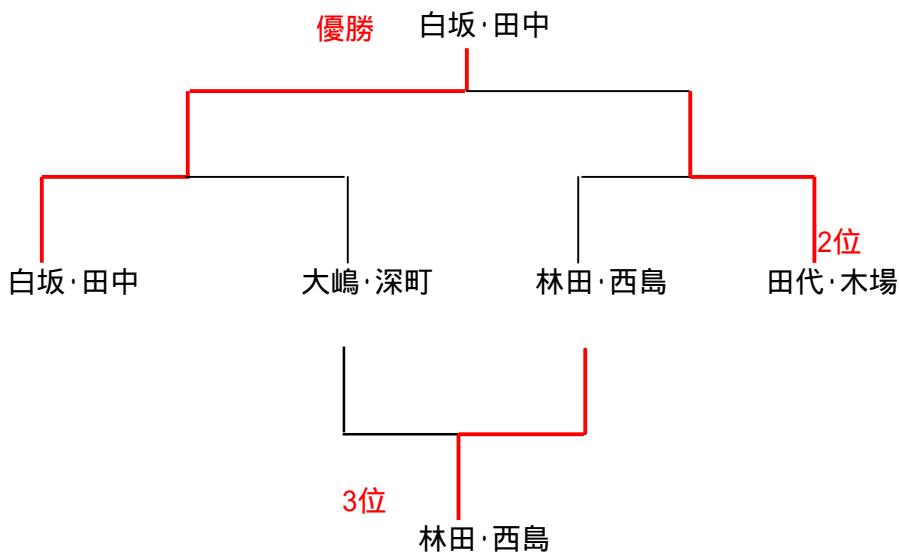 優勝 白坂・田中
2位
白坂・田中 大嶋・深町 林田・西島 田代・木場
3位
林田・西島